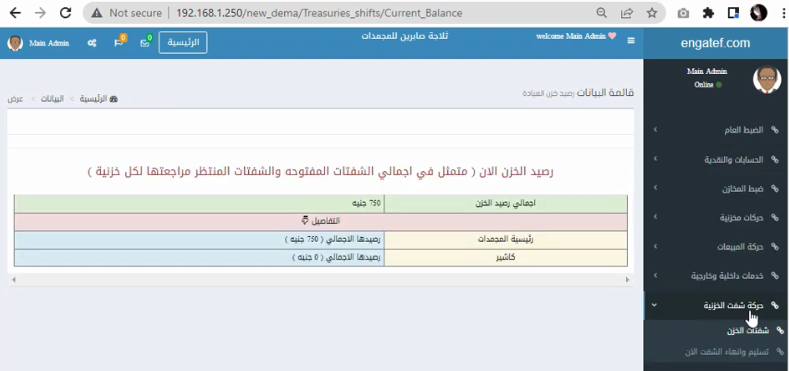 Not secure | 192.168.1.250/new_dema/Treasuries_shifts/Current_Balance
engatef.com
welcome Main Admin
ثلاجة صابرين للمجمدات
الرئيسية
0
0
Main Admin
Main Admin
Online
قائمة البيانات رصيد خزن العيادة
الرئيسية > البيانات > عرض
رصيد الخزن الان ( متمثل في اجمالي الشفتات المفتوحه والشفتات المنتظر مراجعتها لكل خزنية )
اجمالي رصيد الخزن 750 جنيه
التفاصيل
رئيسية المجمدات رصيدها الاجمالي ( 750 جنيه )
كاشير رصيدها الاجمالي ( 0 جنيه )
الضبط العام
الحسابات والنقدية
ضبط المخازن
حركات مخزنية
حركة المبيعات
خدمات داخلية وخارجية
حركة شفت الخزنية
شفتات الخزن
تسليم وانهاء الشفت الان